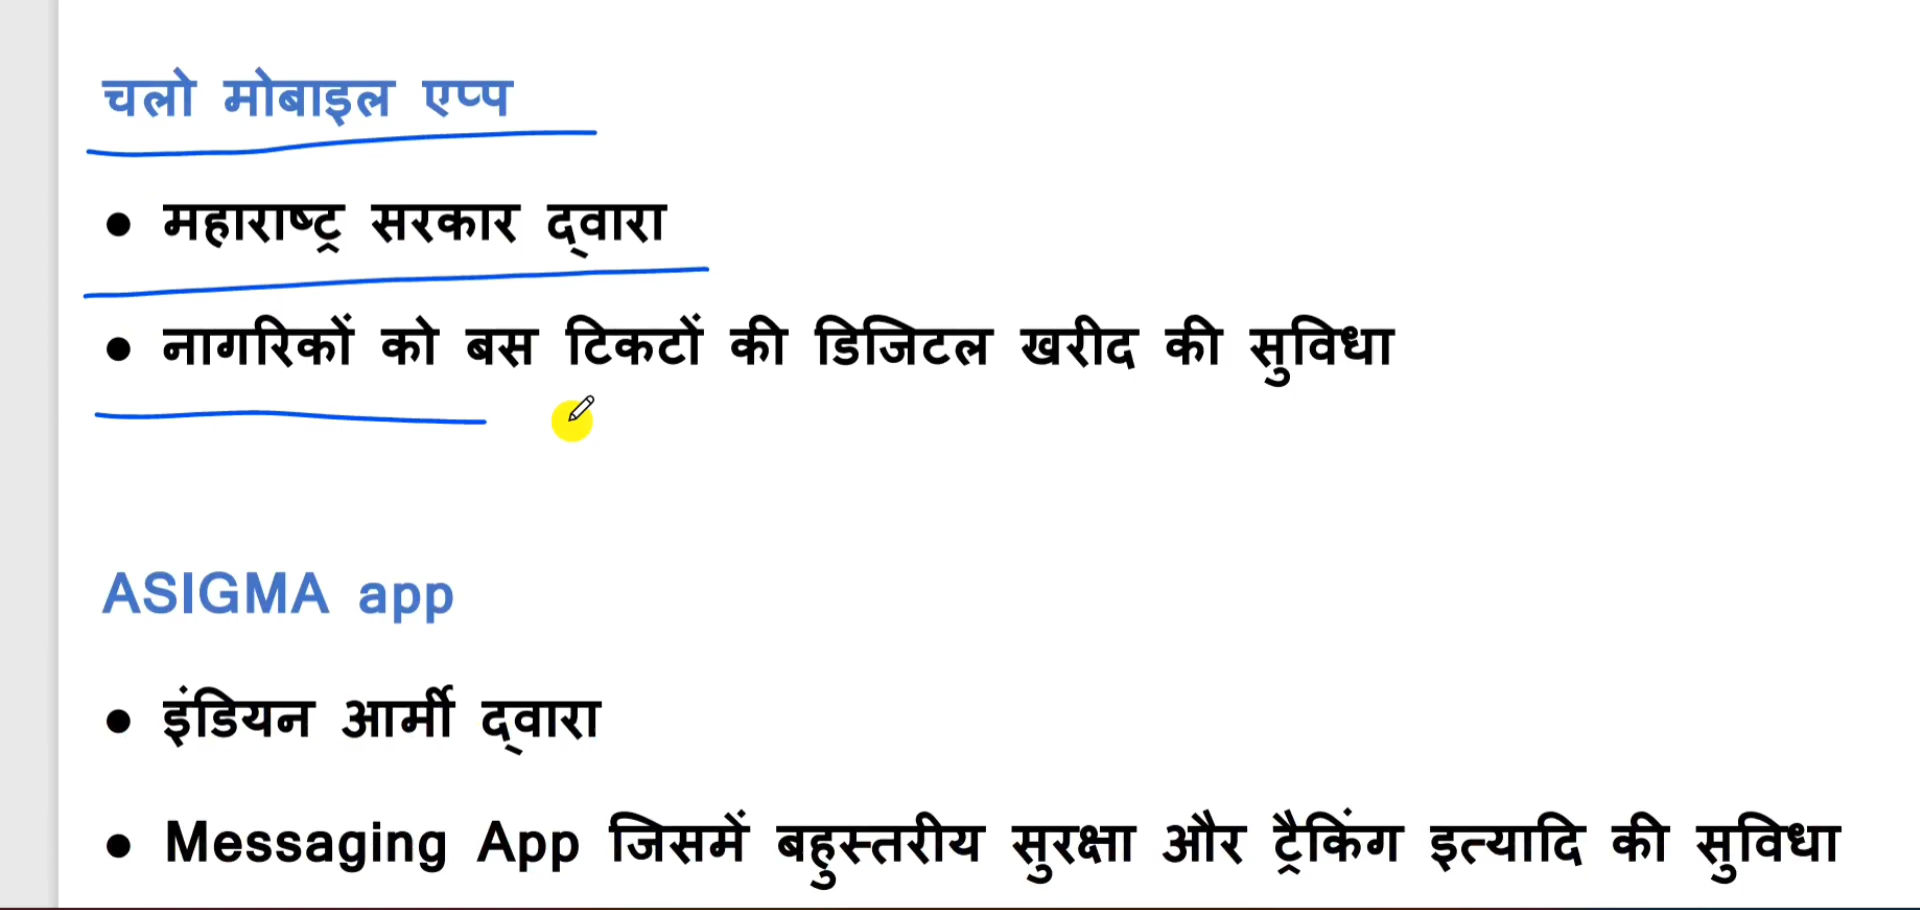 चलो मोबाइल एप्प
● महाराष्ट्र सरकार द्वारा
● नागरिकों को बस टिकटों की डिजिटल खरीद की सुविधा
ASIGMA app
● इंडियन आर्मी द्वारा
● Messaging App जिसमें बहुस्तरीय सुरक्षा और ट्रैकिंग इत्यादि की सुविधा